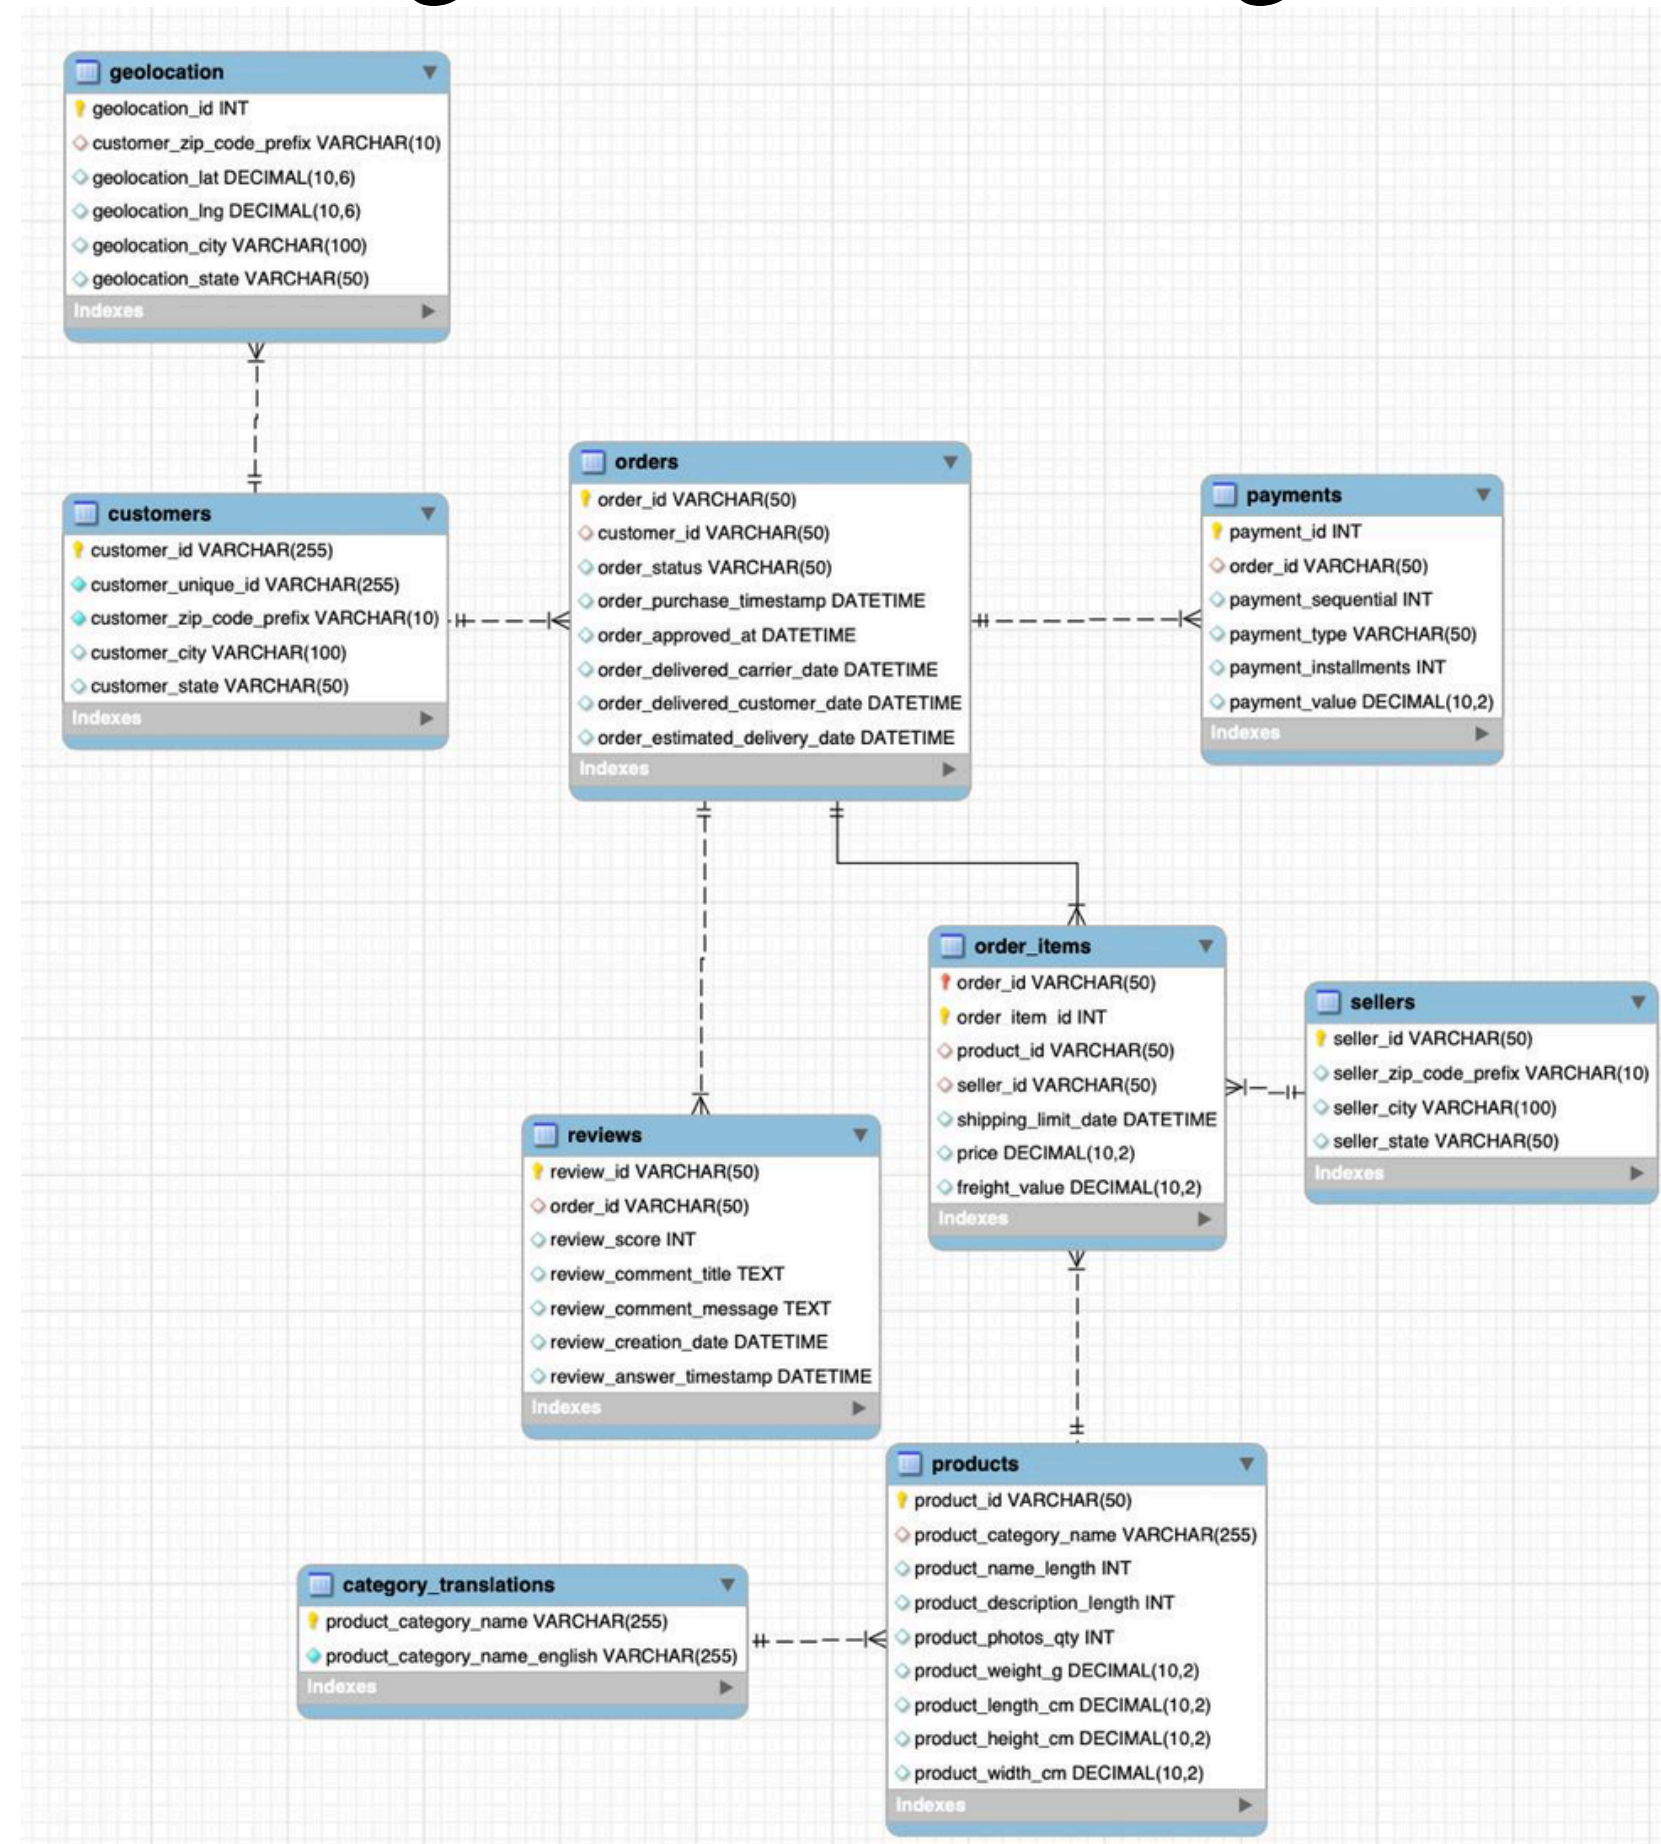 geolocation
geolocation_id INT
customer_zip_code_prefix VARCHAR(10)
geolocation_lat DECIMAL(10,6)
geolocation_lng DECIMAL(10,6)
geolocation_city VARCHAR(100)
geolocation_state VARCHAR(50)
Indexes
customers
customer_id VARCHAR(255)
customer_unique_id VARCHAR(255)
customer_zip_code_prefix VARCHAR(10)
customer_city VARCHAR(100)
customer_state VARCHAR(50)
Indexes
orders
order_id VARCHAR(50)
customer_id VARCHAR(50)
order_status VARCHAR(50)
order_purchase_timestamp DATETIME
order_approved_at DATETIME
order_delivered_carrier_date DATETIME
order_delivered_customer_date DATETIME
order_estimated_delivery_date DATETIME
Indexes
payments
payment_id INT
order_id VARCHAR(50)
payment_sequential INT
payment_type VARCHAR(50)
payment_installments INT
payment_value DECIMAL(10,2)
Indexes
order_items
order_id VARCHAR(50)
order_item_id INT
product_id VARCHAR(50)
seller_id VARCHAR(50)
shipping_limit_date DATETIME
price DECIMAL(10,2)
freight_value DECIMAL(10,2)
Indexes
sellers
seller_id VARCHAR(50)
seller_zip_code_prefix VARCHAR(10)
seller_city VARCHAR(100)
seller_state VARCHAR(50)
Indexes
reviews
review_id VARCHAR(50)
order_id VARCHAR(50)
review_score INT
review_comment_title TEXT
review_comment_message TEXT
review_creation_date DATETIME
review_answer_timestamp DATETIME
Indexes
products
product_id VARCHAR(50)
product_category_name VARCHAR(255)
product_name_length INT
product_description_length INT
product_photos_qty INT
product_weight_g DECIMAL(10,2)
product_length_cm DECIMAL(10,2)
product_height_cm DECIMAL(10,2)
product_width_cm DECIMAL(10,2)
Indexes
category_translations
product_category_name VARCHAR(255)
product_category_name_english VARCHAR(255)
Indexes